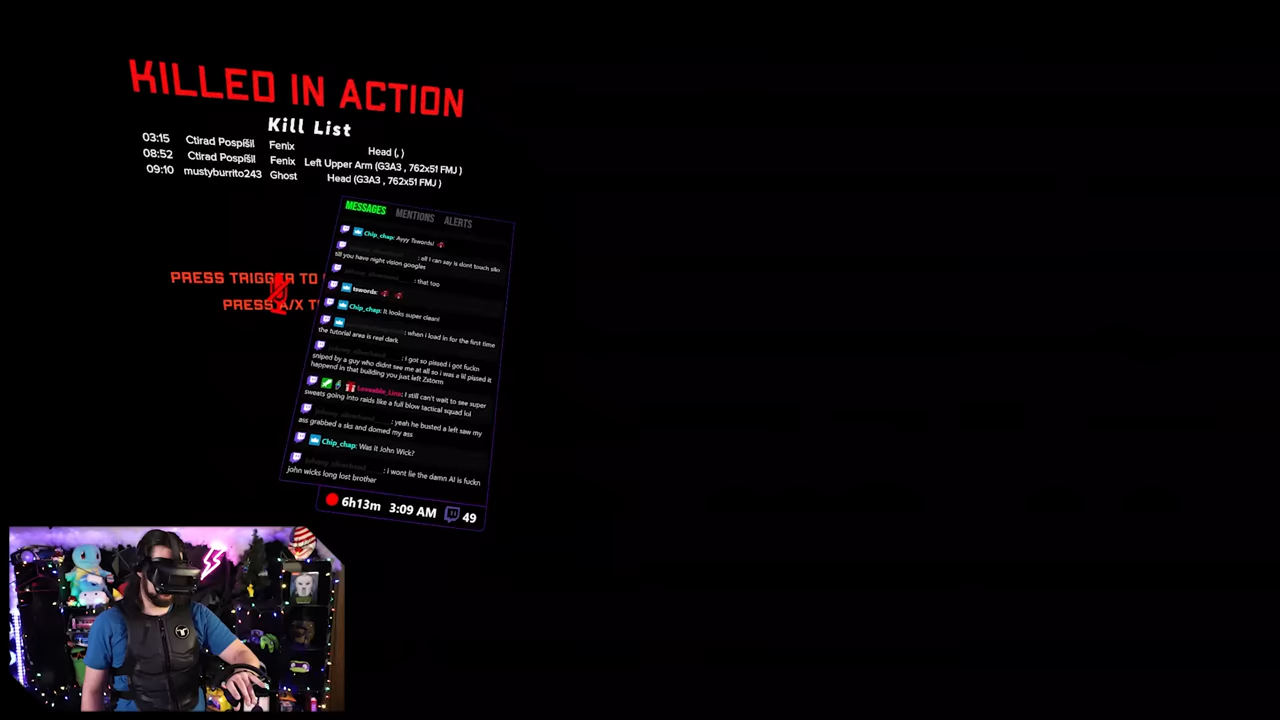 KILLED IN ACTION
Kill List
03:15 Ctirad Pospíšil Fenix Head (, )
08:52 Ctirad Pospíšil Fenix Left Upper Arm (G3A3 , 762x51 FMJ )
09:10 mustyburrito243 Ghost Head (G3A3 , 762x51 FMJ )
MESSAGES MENTIONS ALERTS
Chip_chap: Ayyy Tswords!
: all I can say is dont touch silo
till you have night vision googles
: that too
tswords:
Chip_chap: It looks super clean!
: when i load in for the first time
the tutorial area is reel dark
: I got so pissed i got fuckn
sniped by a guy who didnt see me at all so i was a lil pissed it
happend in that building you just left Zstorm
: I still can't wait to see super
sweats going into raids like a full blow tactical squad lol
: yeah he busted a left saw my
ass grabbed a sks and domed my ass
Chip_chap: Was it John Wick?
: I wont lie the damn AI is fuckn
john wicks long lost brother
PRESS TRIGGER TO
PRESS A/X
6h13m 3:09 AM 49